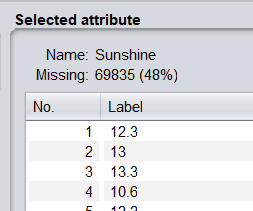 Selected attribute
Name: Sunshine
Missing: 69835 (48%)
No. Label
1 12.3
2 13
3 13.3
4 10.6